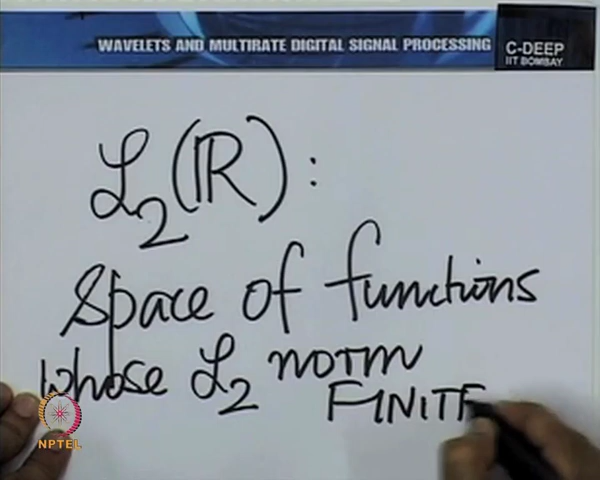 WAVELETS AND MULTIRATE DIGITAL SIGNAL PROCESSING
C-DEEP
IIT BOMBAY
ℒ₂(ℝ):
Space of functions
whose ℒ₂ norm
FINITE
NPTEL